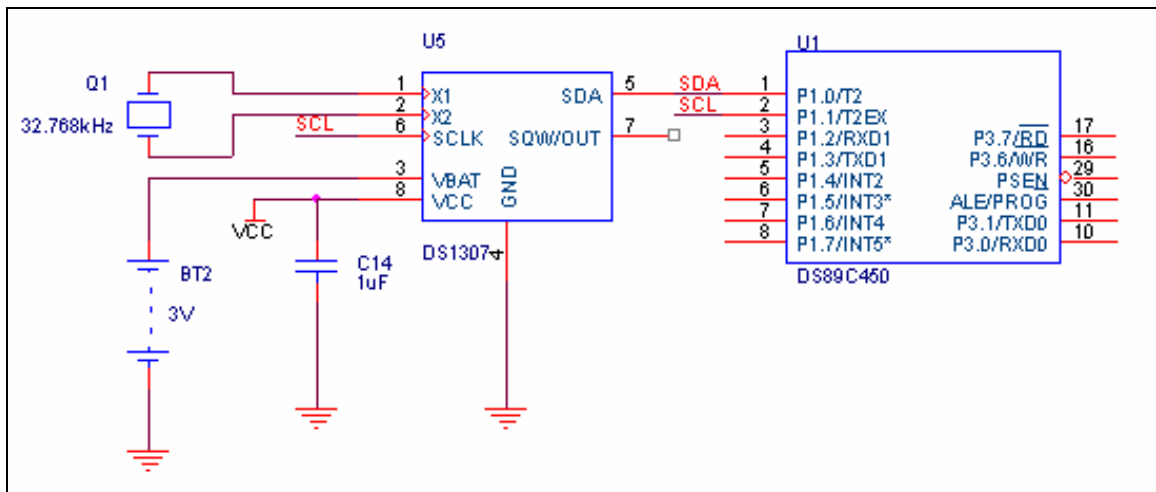 U5
Q1
32.768kHz
1
X1
2
X2
SCL
6
SCLK
3
VBAT
8
VCC
GND
SDA
5
SQW/OUT
7
4
DS1307
VCC
C14
1uF
BT2
3V
U1
SDA
1
P1.0/T2
SCL
2
P1.1/T2EX
3
P1.2/RXD1
4
P1.3/TXD1
5
P1.4/INT2
6
P1.5/INT3*
7
P1.6/INT4
8
P1.7/INT5*
P3.7/RD
17
P3.6/WR
16
PSEN
29
ALE/PROG
30
P3.1/TXD0
11
P3.0/RXD0
10
DS89C450